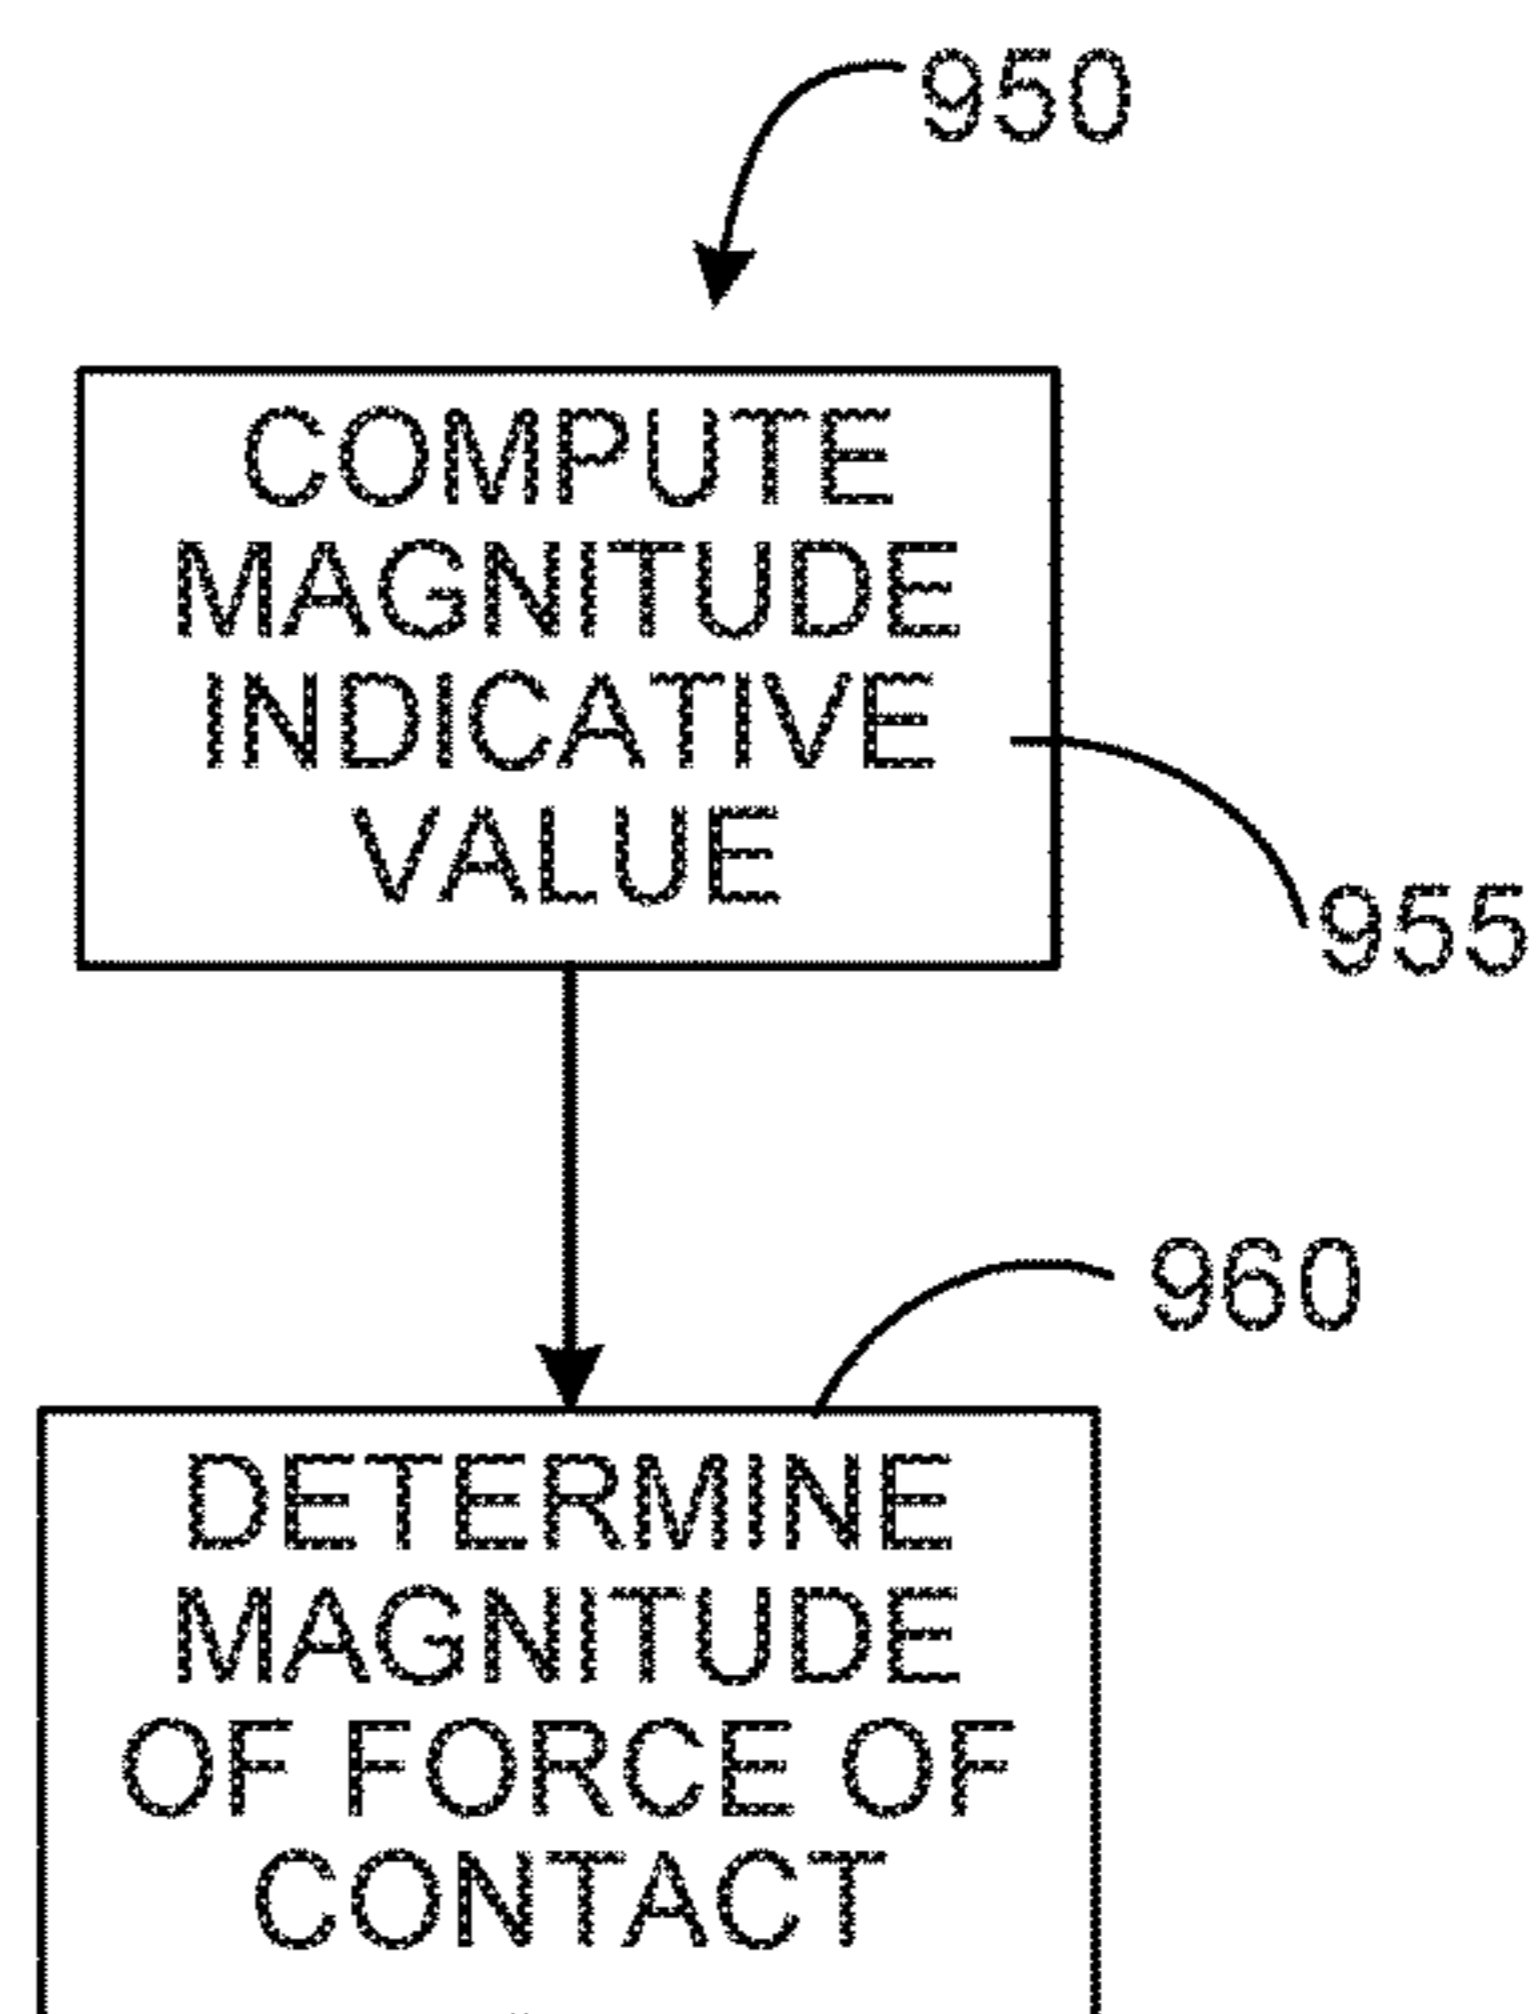 950
COMPUTE
MAGNITUDE
INDICATIVE
VALUE
955
960
DETERMINE
MAGNITUDE
OF FORCE OF
CONTACT